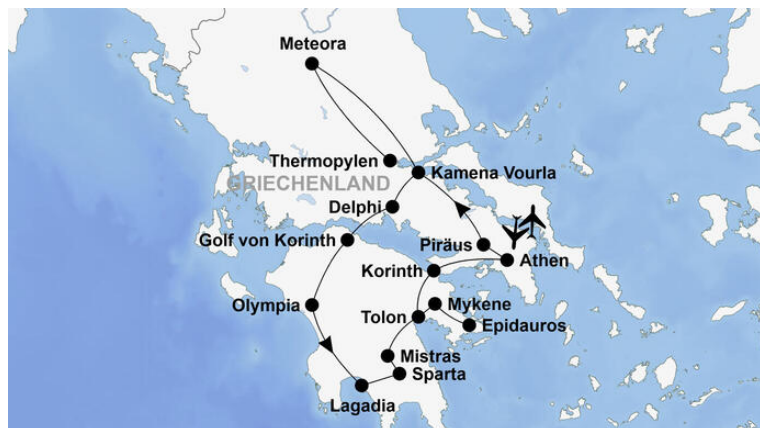 Meteora
Thermopylen
Kamena Vourla
GRIECHENLAND
Delphi
Golf von Korinth
Piräus
Athen
Korinth
Olympia
Mykene
Tolon
Epidauros
Mistras
Sparta
Lagadia